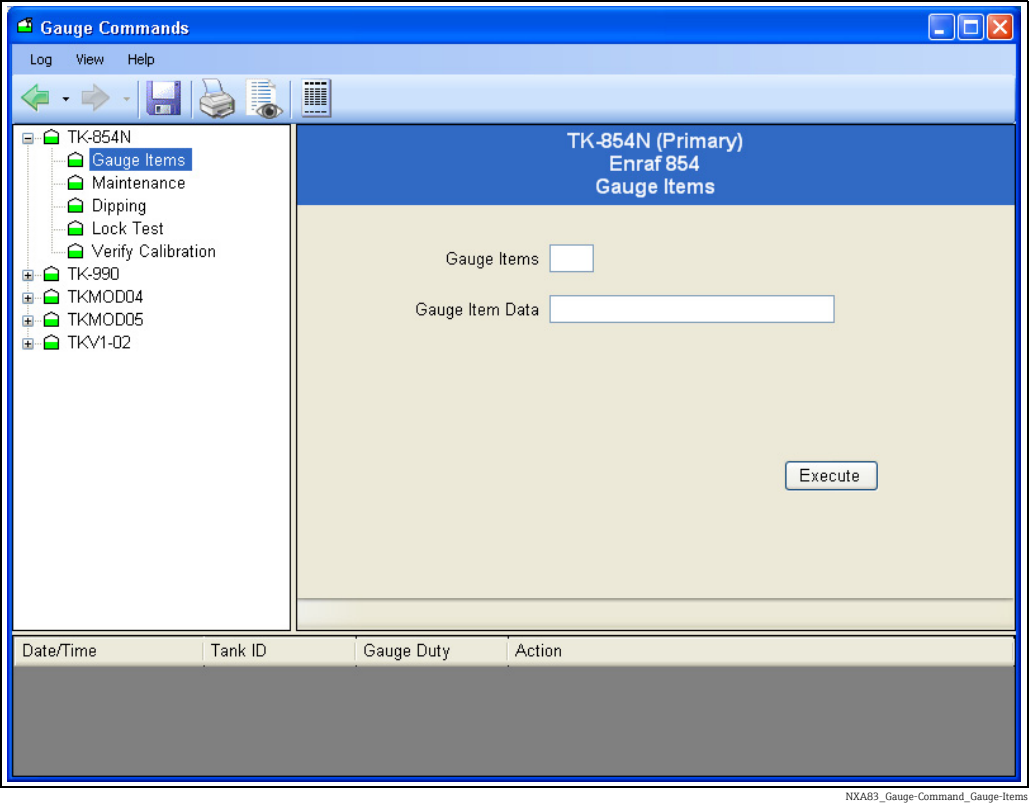 Gauge Commands
Log View Help
TK-854N
Gauge Items
Maintenance
Dipping
Lock Test
Verify Calibration
TK-990
TKMOD04
TKMOD05
TKV1-02
TK-854N (Primary)
Enraf 854
Gauge Items
Gauge Items
Gauge Item Data
Execute
Date/Time Tank ID Gauge Duty Action
NXA83_Gauge-Command_Gauge-Items